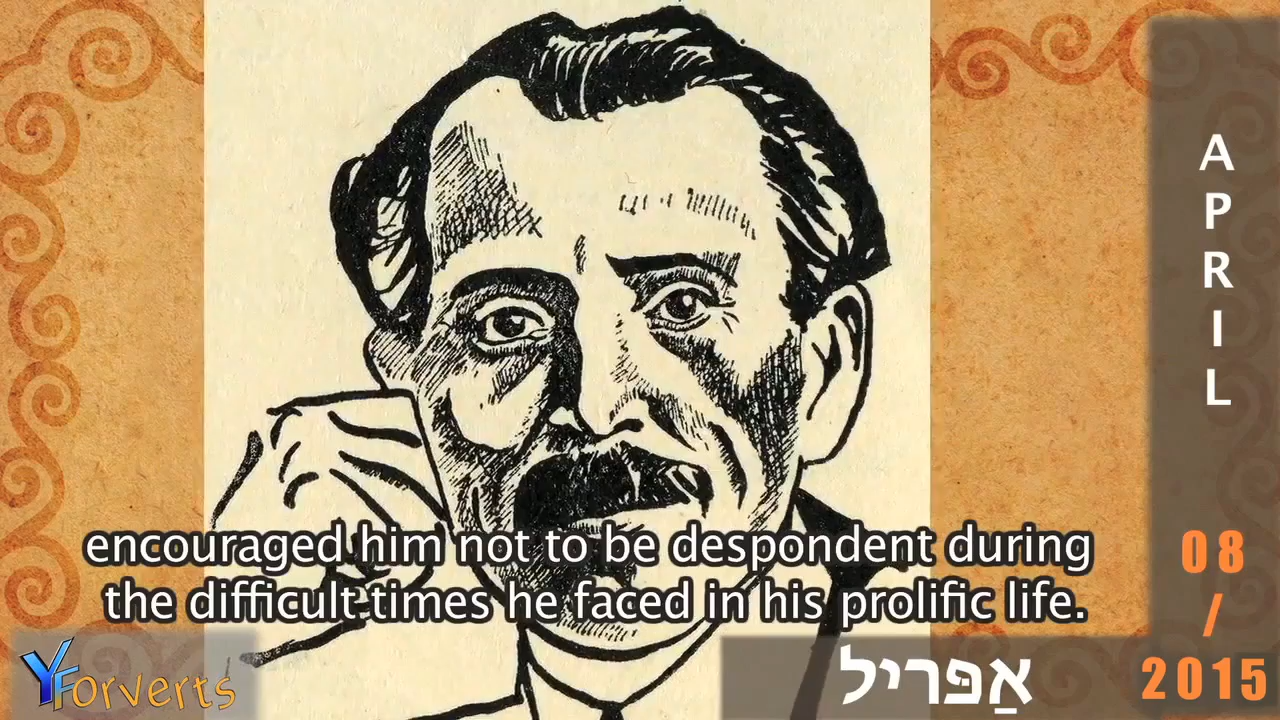 APRIL
encouraged him not to be despondent during
the difficult times he faced in his prolific life.
08
/
2015
YForverts
אַפּריל